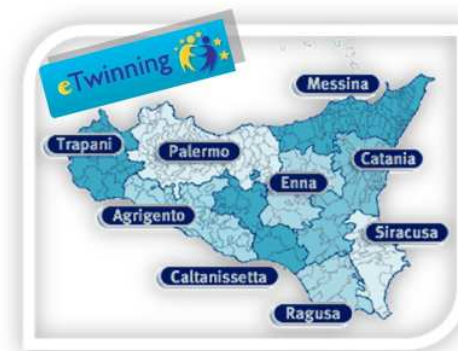 eTwinning
Messina
Trapani
Palermo
Catania
Enna
Agrigento
Siracusa
Caltanissetta
Ragusa